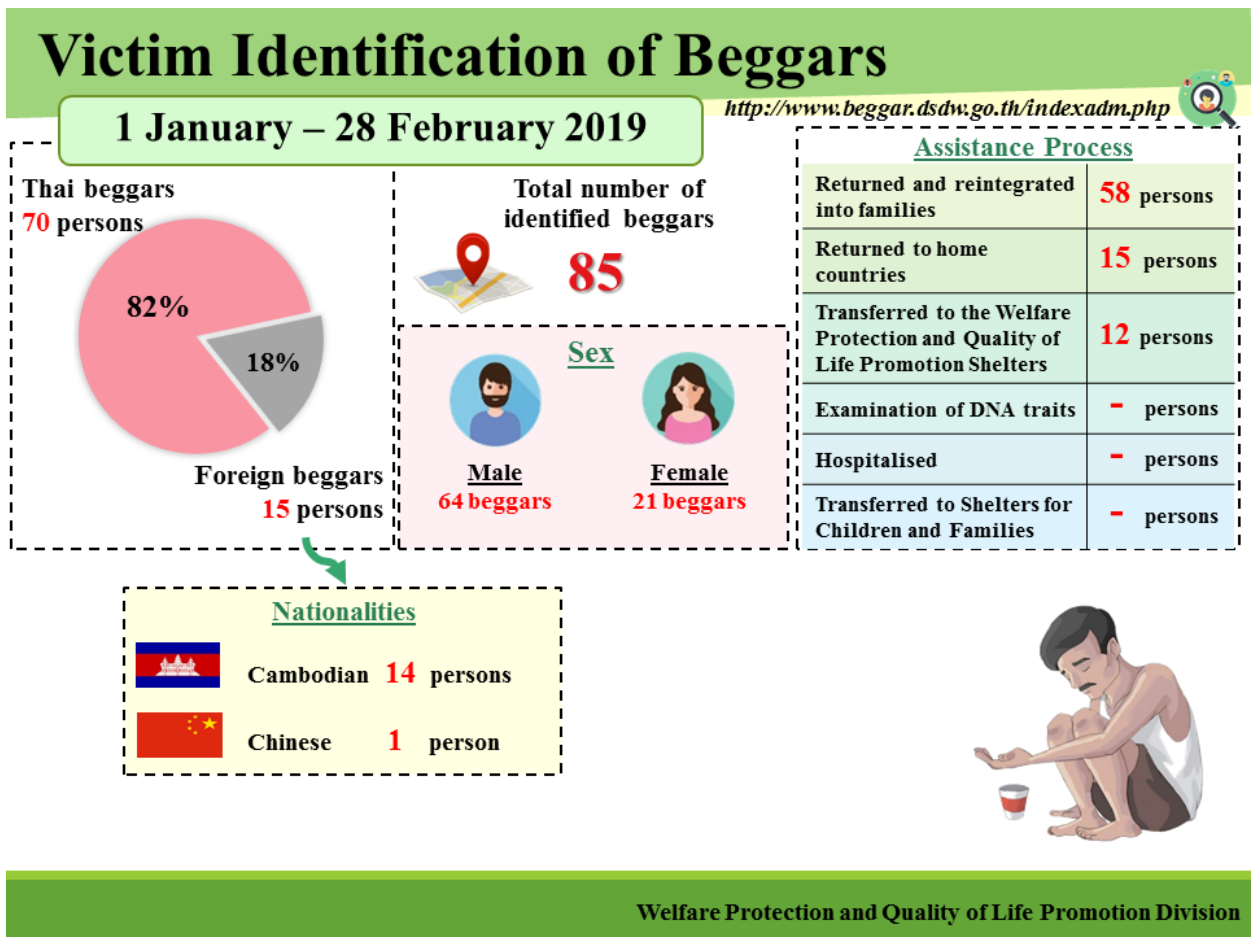 Victim Identification of Beggars
http://www.beggar.dsdw.go.th/indexadm.php
1 January – 28 February 2019
Thai beggars
70 persons
82%
18%
Foreign beggars
15 persons
Total number of
identified beggars
85
Sex
Male
64 beggars
Female
21 beggars
Assistance Process
Returned and reintegrated
into families
58 persons
Returned to home
countries
15 persons
Transferred to the Welfare
Protection and Quality of
Life Promotion Shelters
12 persons
Examination of DNA traits
- persons
Hospitalised
- persons
Transferred to Shelters for
Children and Families
- persons
Nationalities
Cambodian 14 persons
Chinese 1 person
Welfare Protection and Quality of Life Promotion Division